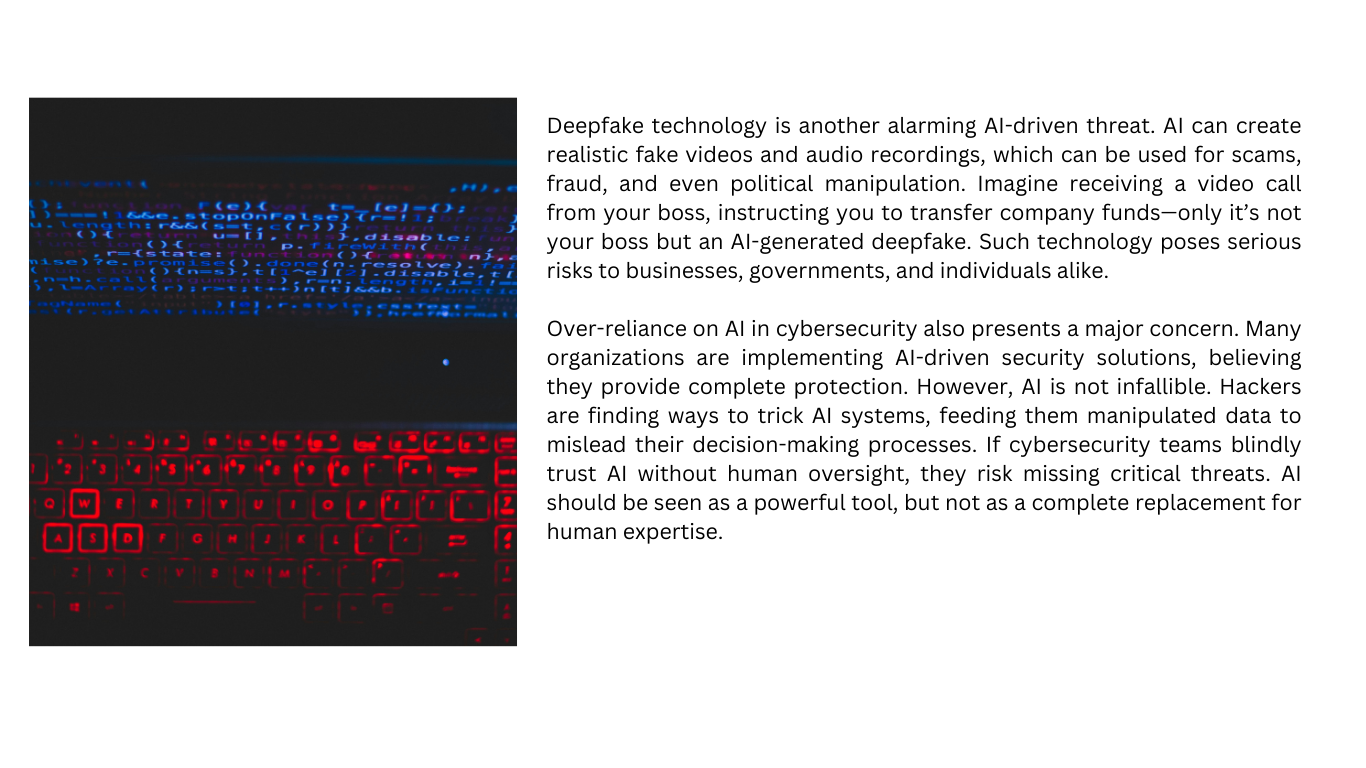 Deepfake technology is another alarming AI-driven threat. AI can create
realistic fake videos and audio recordings, which can be used for scams,
fraud, and even political manipulation. Imagine receiving a video call
from your boss, instructing you to transfer company funds—only it’s not
your boss but an AI-generated deepfake. Such technology poses serious
risks to businesses, governments, and individuals alike.
Over-reliance on AI in cybersecurity also presents a major concern. Many
organizations are implementing AI-driven security solutions, believing
they provide complete protection. However, AI is not infallible. Hackers
are finding ways to trick AI systems, feeding them manipulated data to
mislead their decision-making processes. If cybersecurity teams blindly
trust AI without human oversight, they risk missing critical threats. AI
should be seen as a powerful tool, but not as a complete replacement for
human expertise.